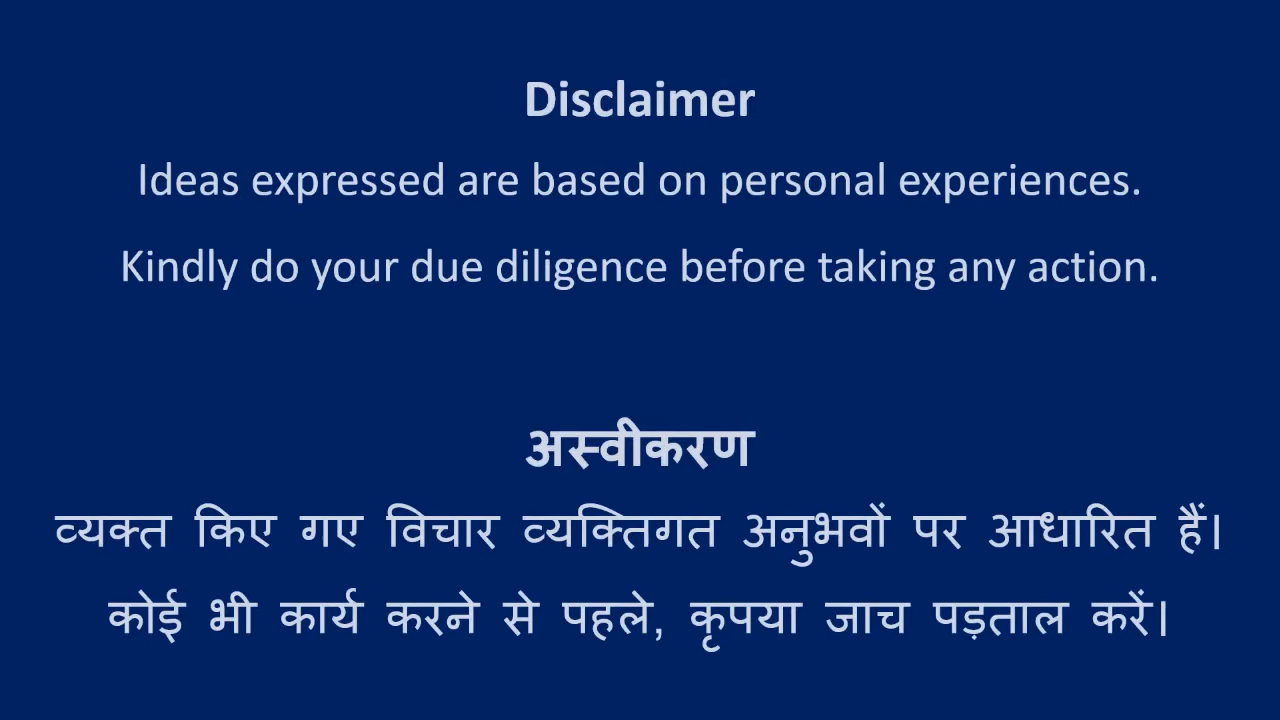 Disclaimer
Ideas expressed are based on personal experiences.
Kindly do your due diligence before taking any action.
अस्वीकरण
व्यक्त किए गए विचार व्यक्तिगत अनुभवों पर आधारित हैं।
कोई भी कार्य करने से पहले, कृपया जाच पड़ताल करें।